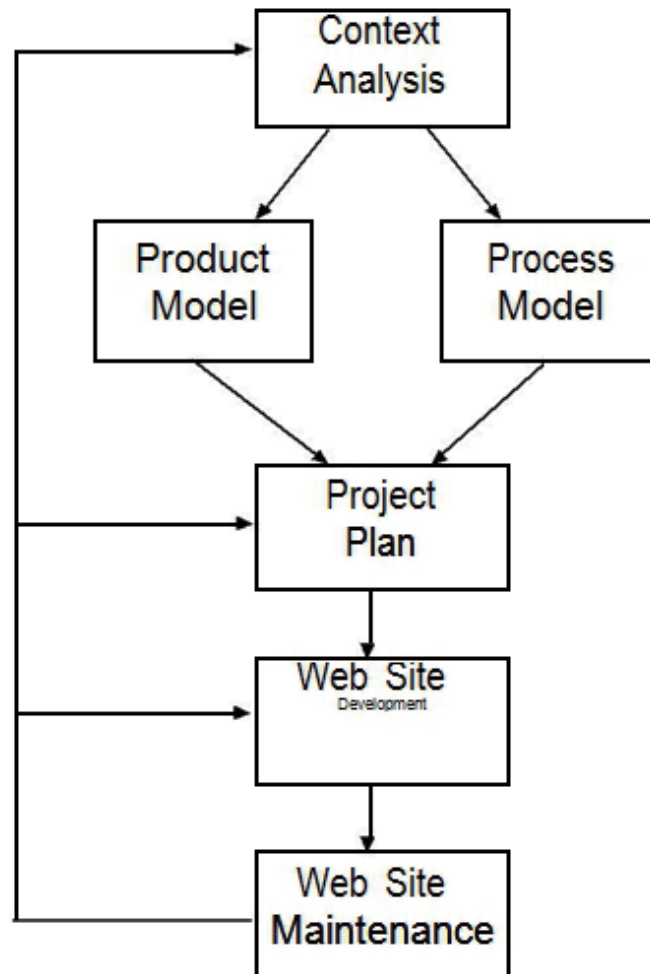 Context
Analysis
Product
Model
Process
Model
Project
Plan
Web Site
Development
Web Site
Maintenance